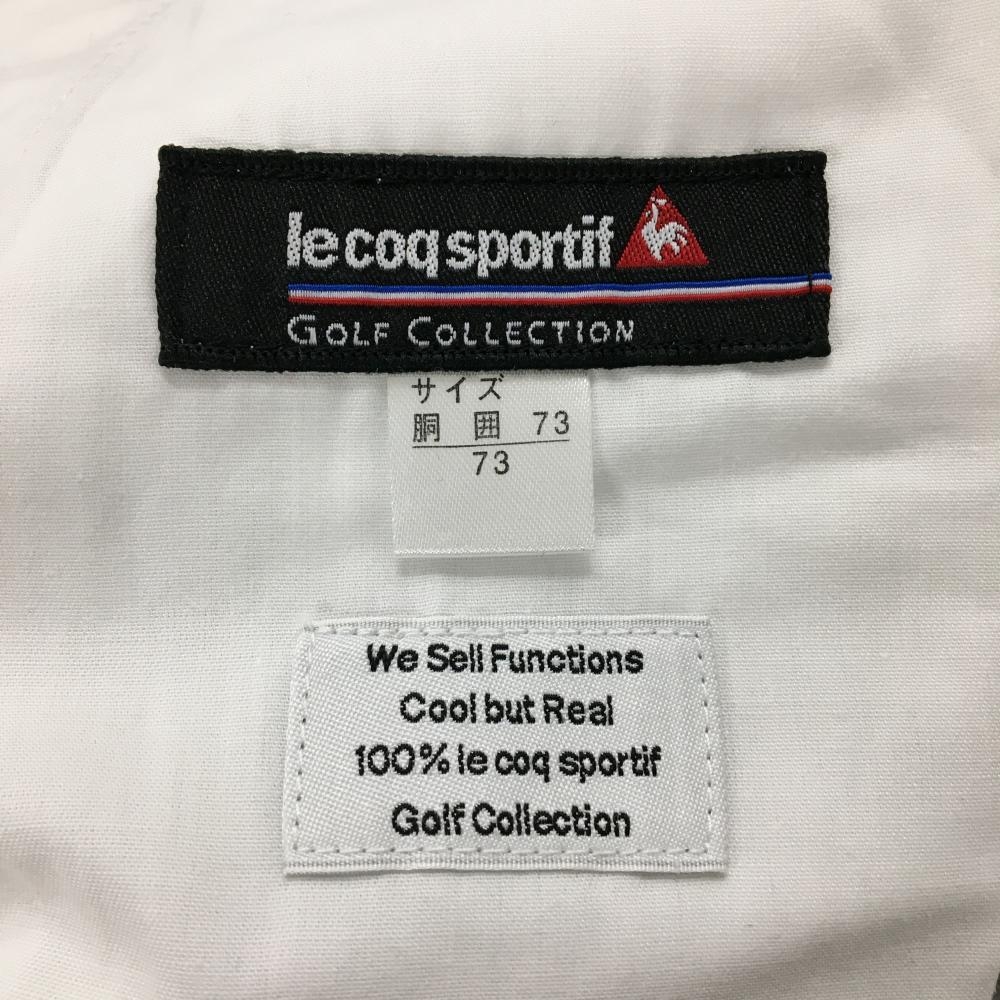 le coq sportif
GOLF COLLECTION
サイズ
胴 囲 73
73
We Sell Functions
Cool but Real
100% le coq sportif
Golf Collection